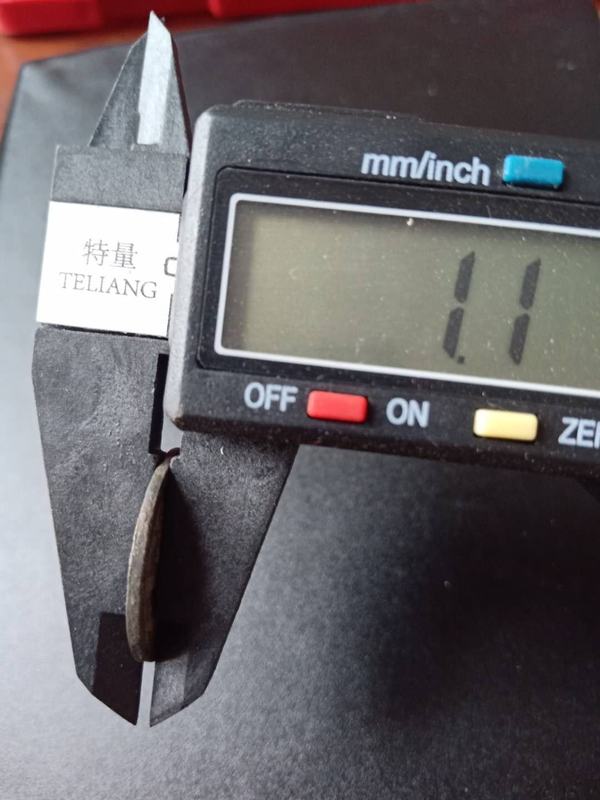 mm/inch
特量
TELIANG
1.1
OFF ON